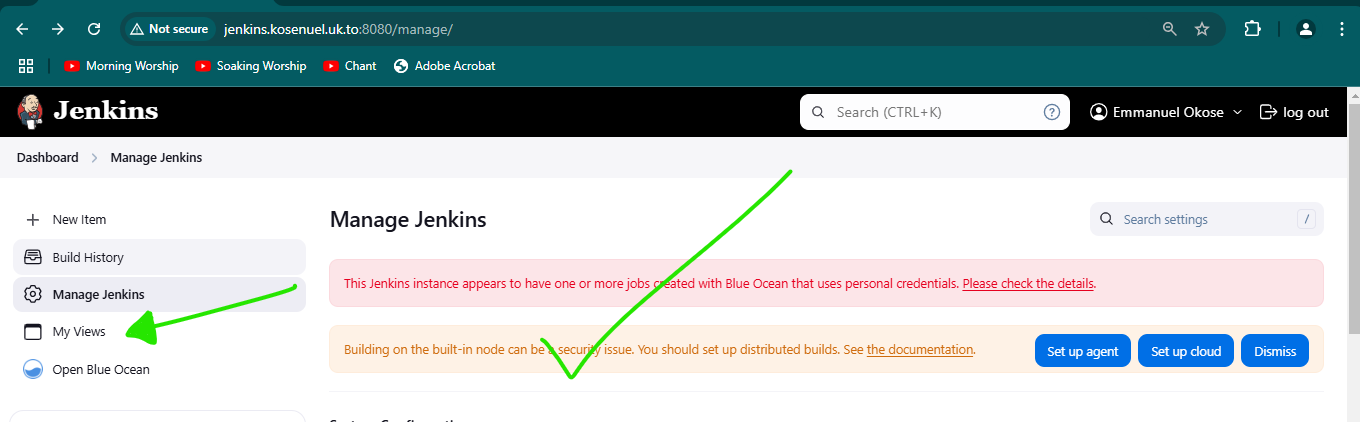 Not secure jenkins.kosenuel.uk.to:8080/manage/
Morning Worship Soaking Worship Chant Adobe Acrobat
Jenkins Search (CTRL+K) ? Emmanuel Okose log out
Dashboard > Manage Jenkins
New Item
Build History
Manage Jenkins
My Views
Open Blue Ocean
Manage Jenkins Search settings /
This Jenkins instance appears to have one or more jobs created with Blue Ocean that uses personal credentials. Please check the details.
Building on the built-in node can be a security issue. You should set up distributed builds. See the documentation. Set up agent Set up cloud Dismiss